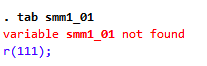 . tab smm1_01
variable smm1_01 not found
r(111);